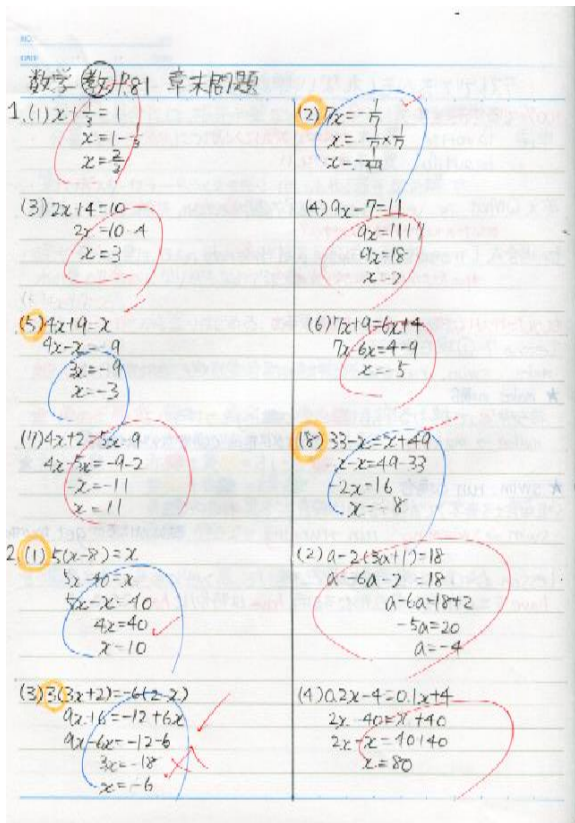 数学 数 P.81 章末問題
1.(1) x+1/3=1
x=1-1/3
x=2/3
(2) 7x=-1/7
x=-1/7×1/7
x=-1/49
(3) 2x+4=10
2x=10-4
x=3
(4) 9x-7=11
9x=11+7
9x=18
x=2
(5) 4x+9=x
4x-x=-9
3x=-9
x=-3
(6) 7x+9=6x+4
7x-6x=4-9
x=-5
(7) 4x+2=5x-9
4x-5x=-9-2
-x=-11
x=11
(8) 33-x=x+49
-x-x=49-33
-2x=16
x=-8
2.(1) 5(x-8)=x
5x-40=x
5x-x=40
4x=40
x=10
(2) a-2(3a+1)=18
a-6a-2=18
a-6a=18+2
-5a=20
a=-4
(3) 3(3x+2)=-6(2-x)
9x+6=-12+6x
9x-6x=-12-6
3x=-18
x=-6
(4) 0.2x-4=0.1x+4
2x-40=x+40
2x-x=40+40
x=80